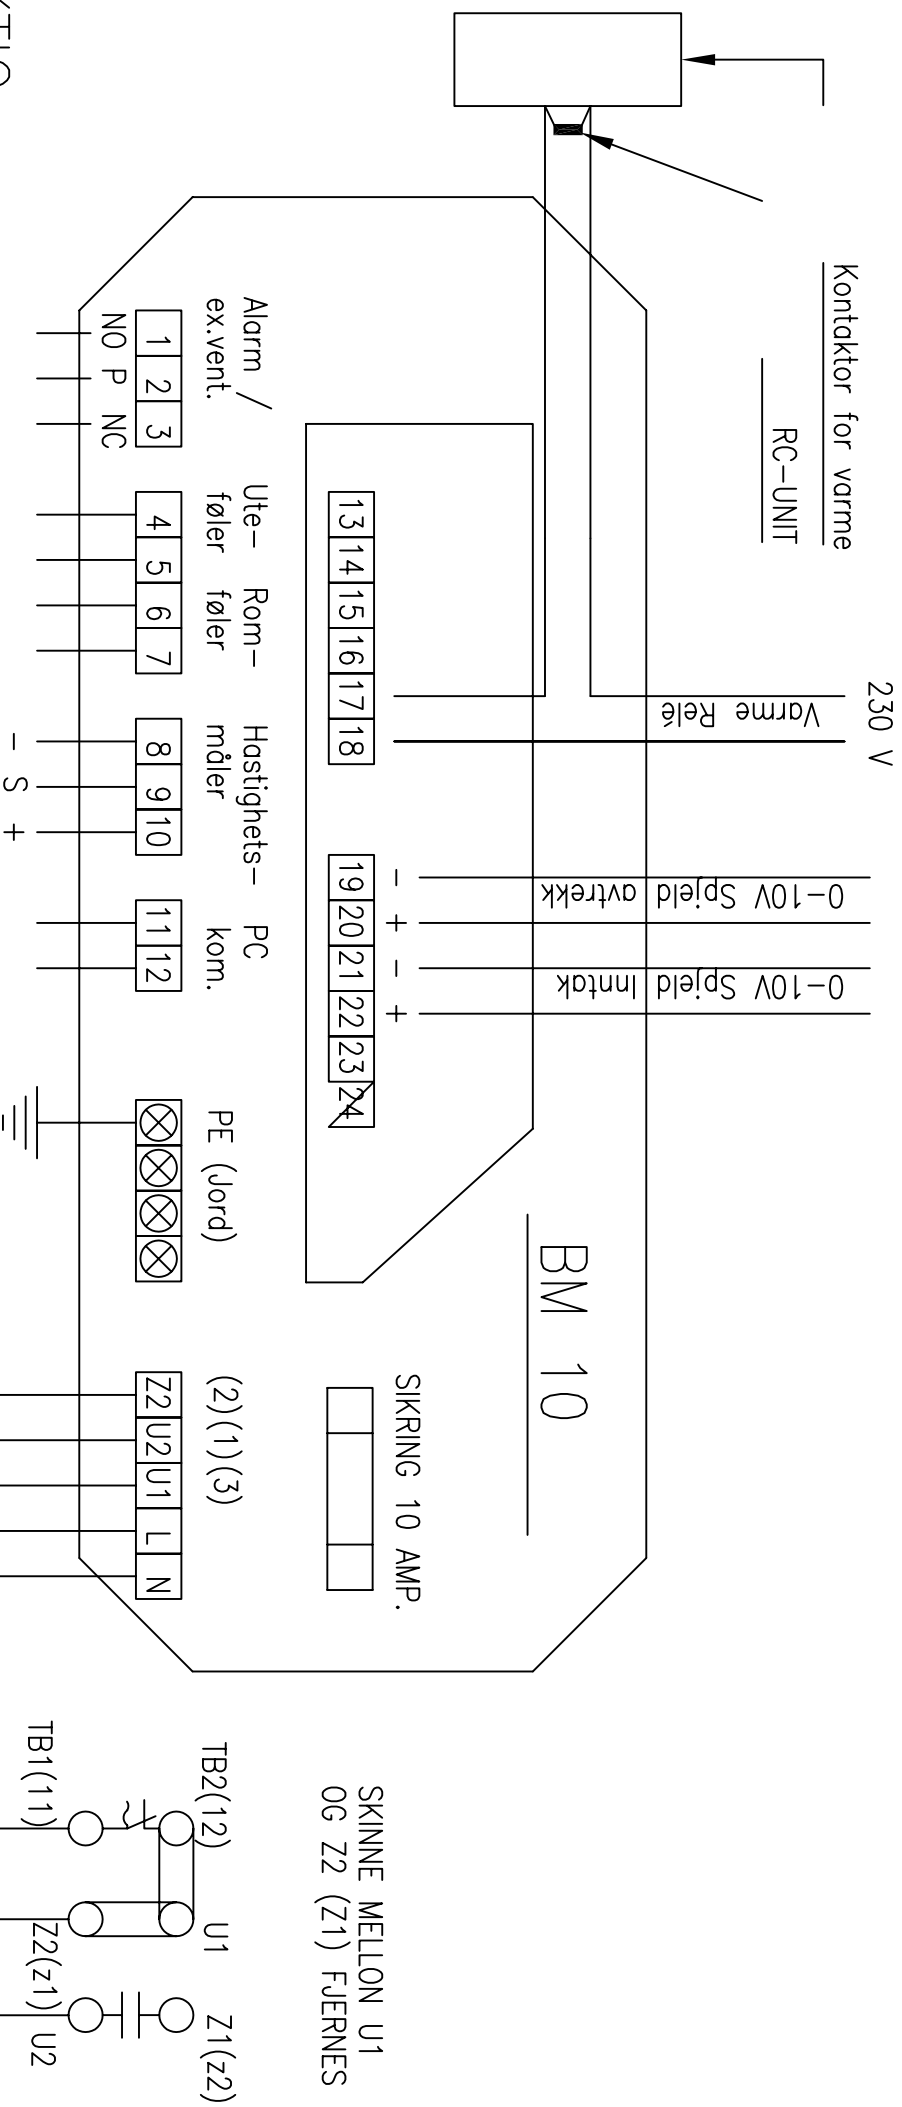 230 V
Kontaktor for varme
RC-UNIT
Varme Relé
0-10V Spjeld avtrekk
0-10V Spjeld Inntak
- + - +
BM 10
13 14 15 16 17 18
19 20 21 22 23 24
SIKRING 10 AMP.
SKINNE MELLON U1
OG Z2 (Z1) FJERNES
Alarm /
ex.vent.
Ute-
føler
Rom-
føler
Hastighets-
måler
PC
kom.
PE (Jord)
(2)(1)(3)
1 2 3
4 5 6 7
8 9 10
11 12
Z2 U2 U1 L N
NO P NC
- S +
TB2(12)
U1
Z1(z2)
TB1(11)
Z2(z1)
U2